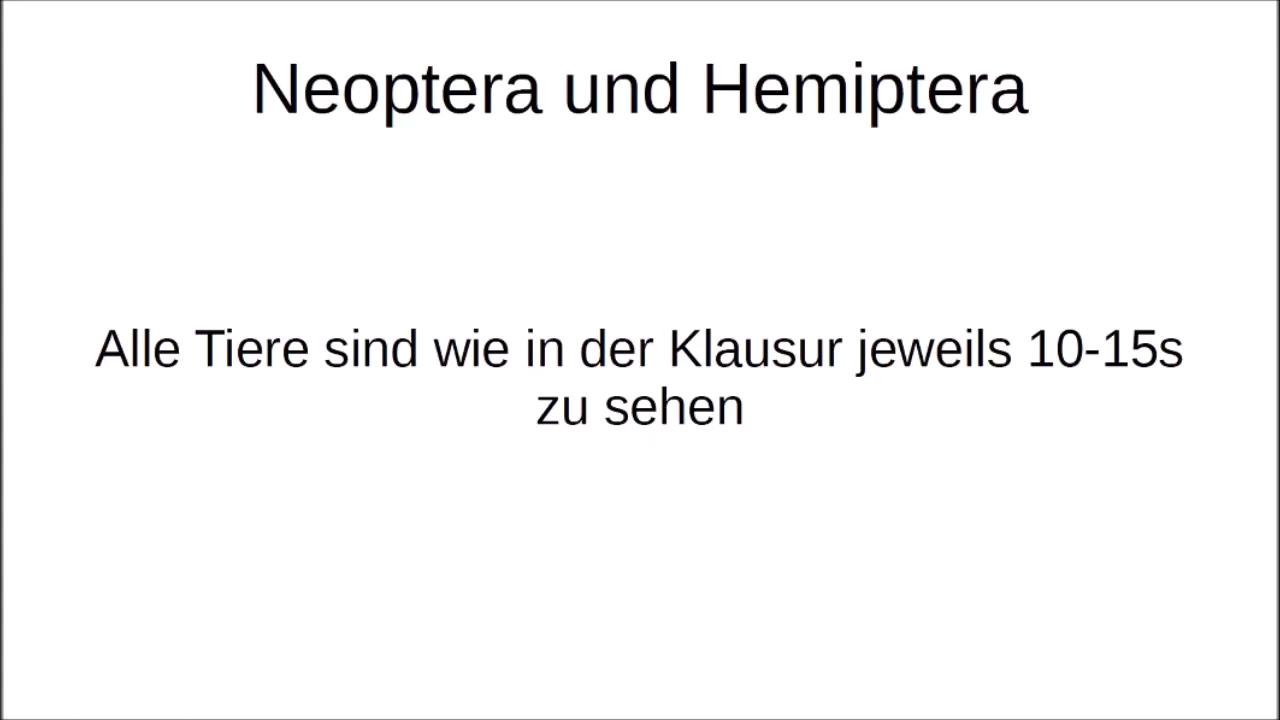 Neoptera und Hemiptera
Alle Tiere sind wie in der Klausur jeweils 10-15s
zu sehen